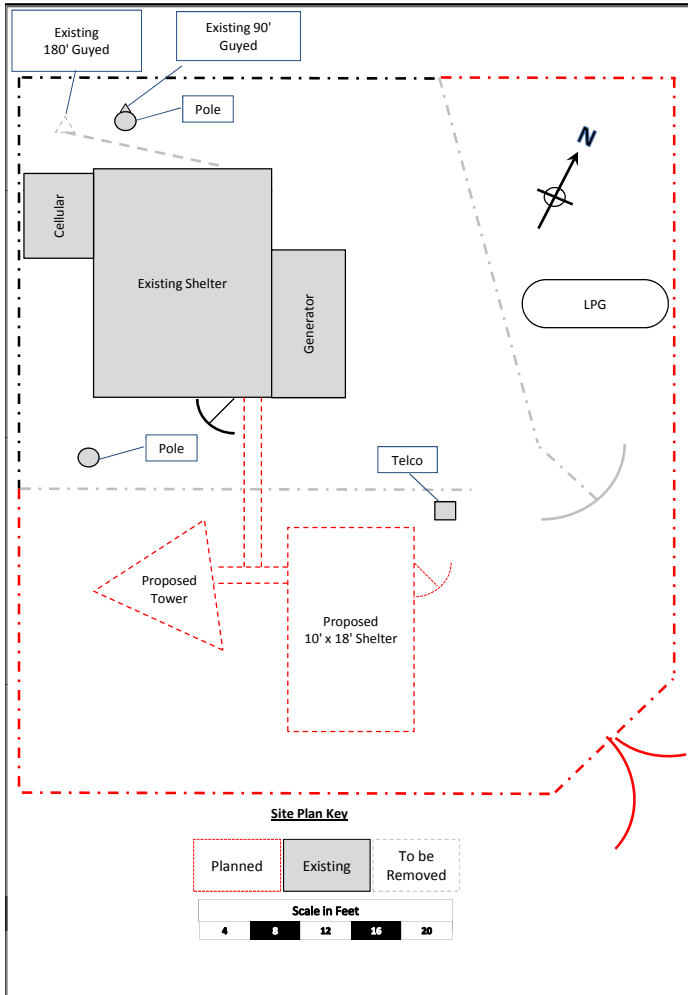 Existing
180' Guyed
Existing 90'
Guyed
Pole
N
Cellular
Existing Shelter
Generator
LPG
Pole
Telco
Proposed
Tower
Proposed
10' x 18' Shelter
Site Plan Key
Planned
Existing
To be
Removed
Scale in Feet
4 8 12 16 20